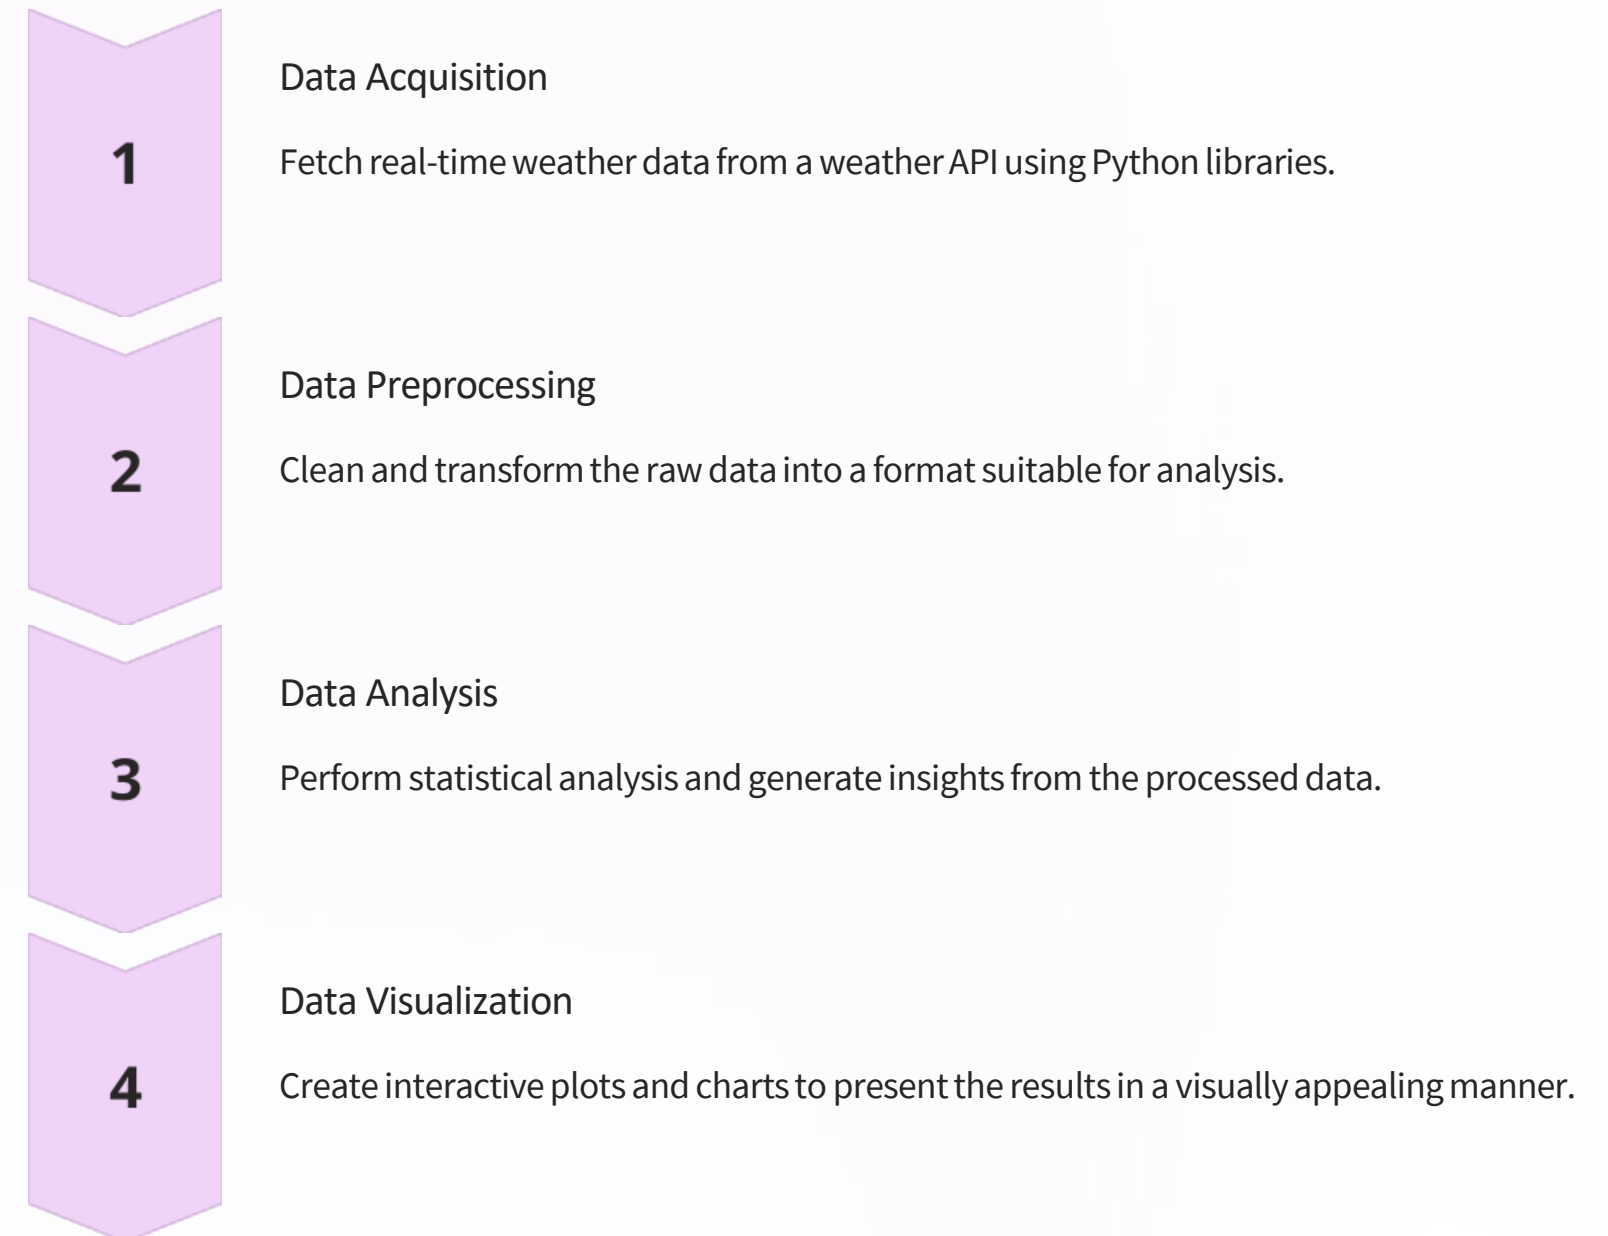 1
Data Acquisition
Fetch real-time weather data from a weather API using Python libraries.
2
Data Preprocessing
Clean and transform the raw data into a format suitable for analysis.
3
Data Analysis
Perform statistical analysis and generate insights from the processed data.
4
Data Visualization
Create interactive plots and charts to present the results in a visually appealing manner.